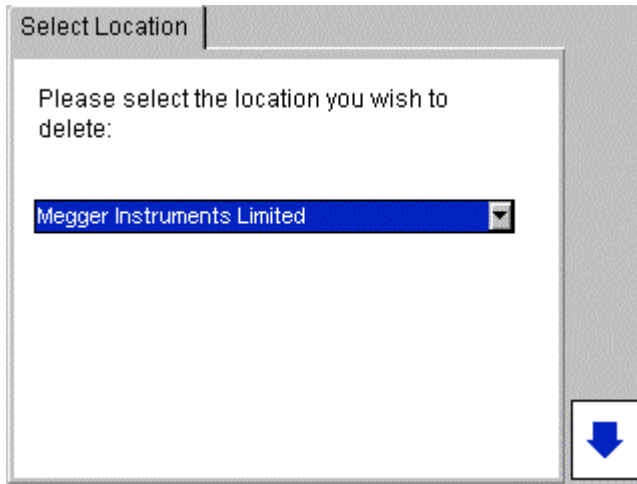 Select Location
Please select the location you wish to
delete:
Megger Instruments Limited